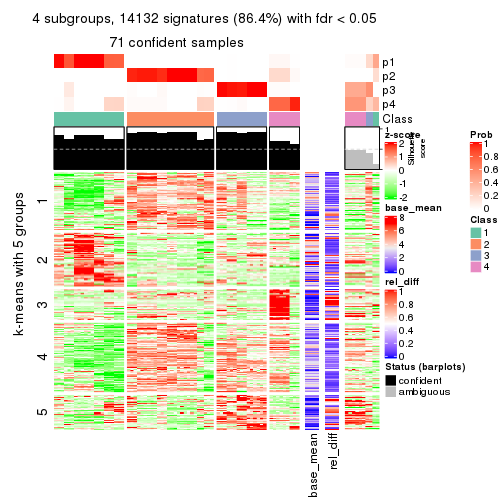 4 subgroups, 14132 signatures (86.4%) with fdr < 0.05
71 confident samples
p1
p2
p3
p4
Class
Silhouette
score
1
k-means with 5 groups
1
2
3
4
5
base_mean
rel_diff
z-score
2
1
0
-1
-2
base_mean
8
6
4
2
0
rel_diff
1
0.8
0.6
0.4
0.2
0
Status (barplots)
confident
ambiguous
Prob
1
0.8
0.6
0.4
0.2
0
Class
1
2
3
4